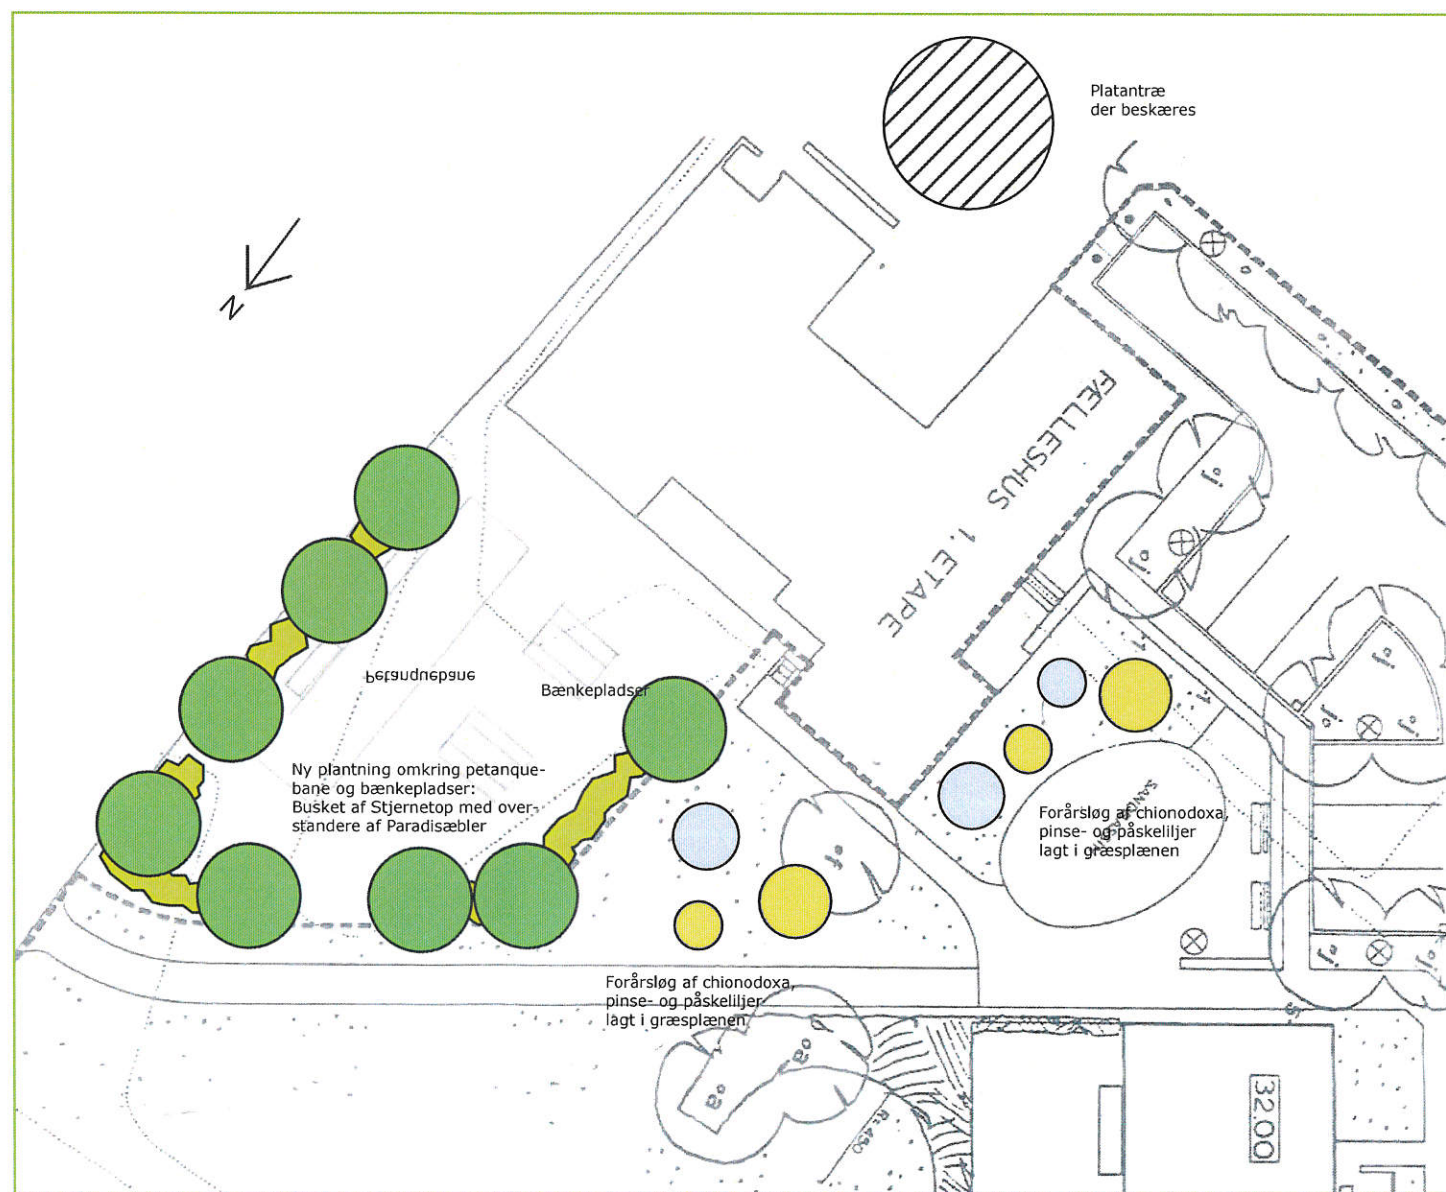 Platantræ
der beskæres
N
FÆLLESHUS 1. ETAPE
Petanquebane
Bænkepladser
Ny plantning omkring petanque-
bane og bænkepladser:
Busket af Stjernetop med over-
standere af Paradisæbler
Forårsløg af chionodoxa,
pinse- og påskeliljer
lagt i græsplænen
Forårsløg af chionodoxa,
pinse- og påskeliljer
lagt i græsplænen
32.00